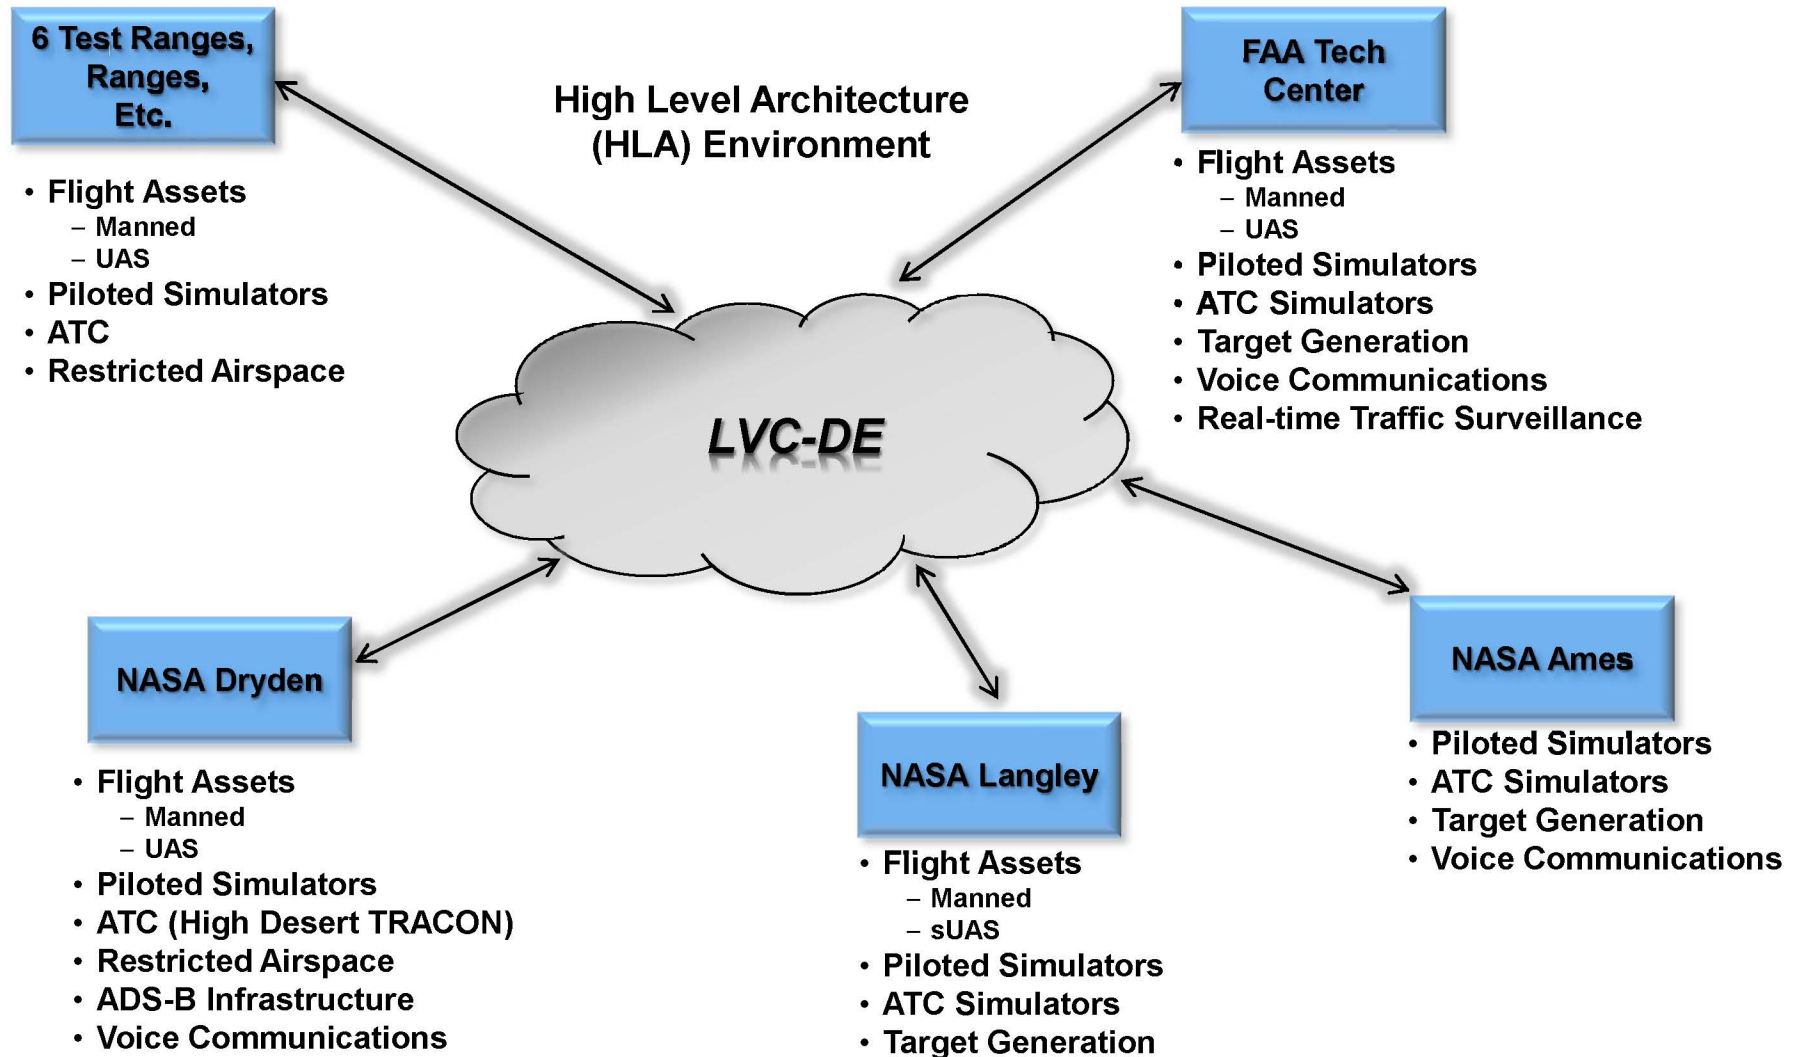 6 Test Ranges,
Ranges,
Etc.
• Flight Assets
– Manned
– UAS
• Piloted Simulators
• ATC
• Restricted Airspace
High Level Architecture
(HLA) Environment
FAA Tech
Center
• Flight Assets
– Manned
– UAS
• Piloted Simulators
• ATC Simulators
• Target Generation
• Voice Communications
• Real-time Traffic Surveillance
LVC-DE
NASA Dryden
• Flight Assets
– Manned
– UAS
• Piloted Simulators
• ATC (High Desert TRACON)
• Restricted Airspace
• ADS-B Infrastructure
• Voice Communications
NASA Langley
• Flight Assets
– Manned
– sUAS
• Piloted Simulators
• ATC Simulators
• Target Generation
NASA Ames
• Piloted Simulators
• ATC Simulators
• Target Generation
• Voice Communications